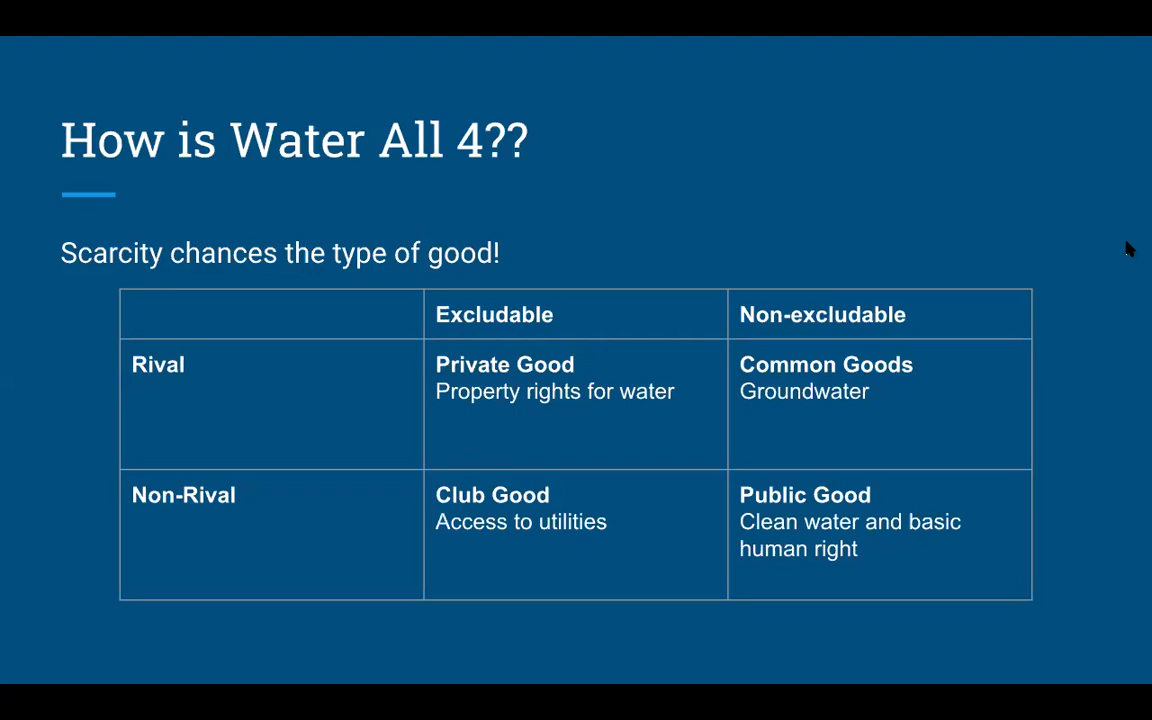 How is Water All 4??
Scarcity chances the type of good!
Excludable
Non-excludable
Rival
Private Good
Property rights for water
Common Goods
Groundwater
Non-Rival
Club Good
Access to utilities
Public Good
Clean water and basic
human right